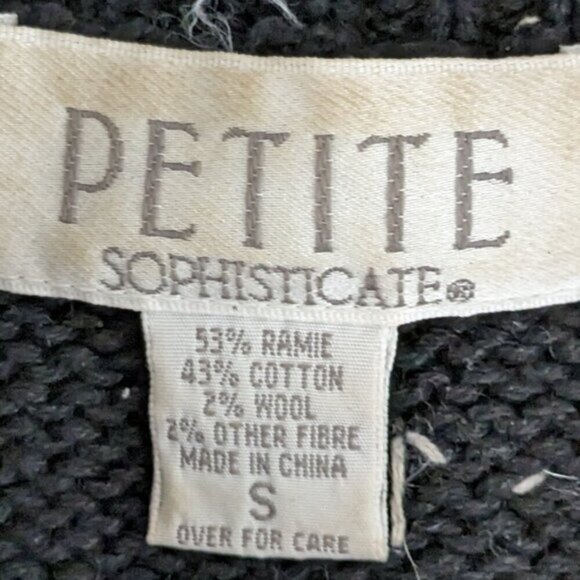 PETITE
SOPHISTICATE®
53% RAMIE
43% COTTON
2% WOOL
2% OTHER FIBRE
MADE IN CHINA
S
OVER FOR CARE